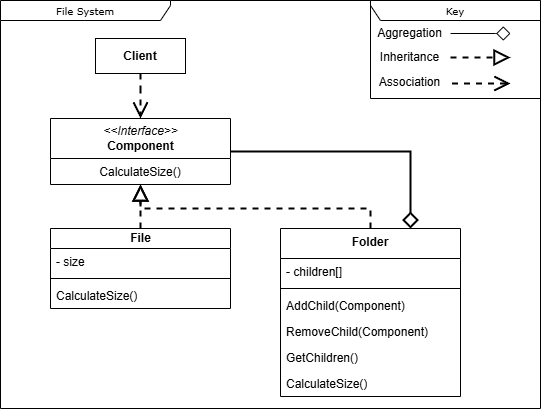 File System
Key
Aggregation
Inheritance
Association
Client
<<Interface>>
Component
CalculateSize()
File
- size
CalculateSize()
Folder
- children[]
AddChild(Component)
RemoveChild(Component)
GetChildren()
CalculateSize()